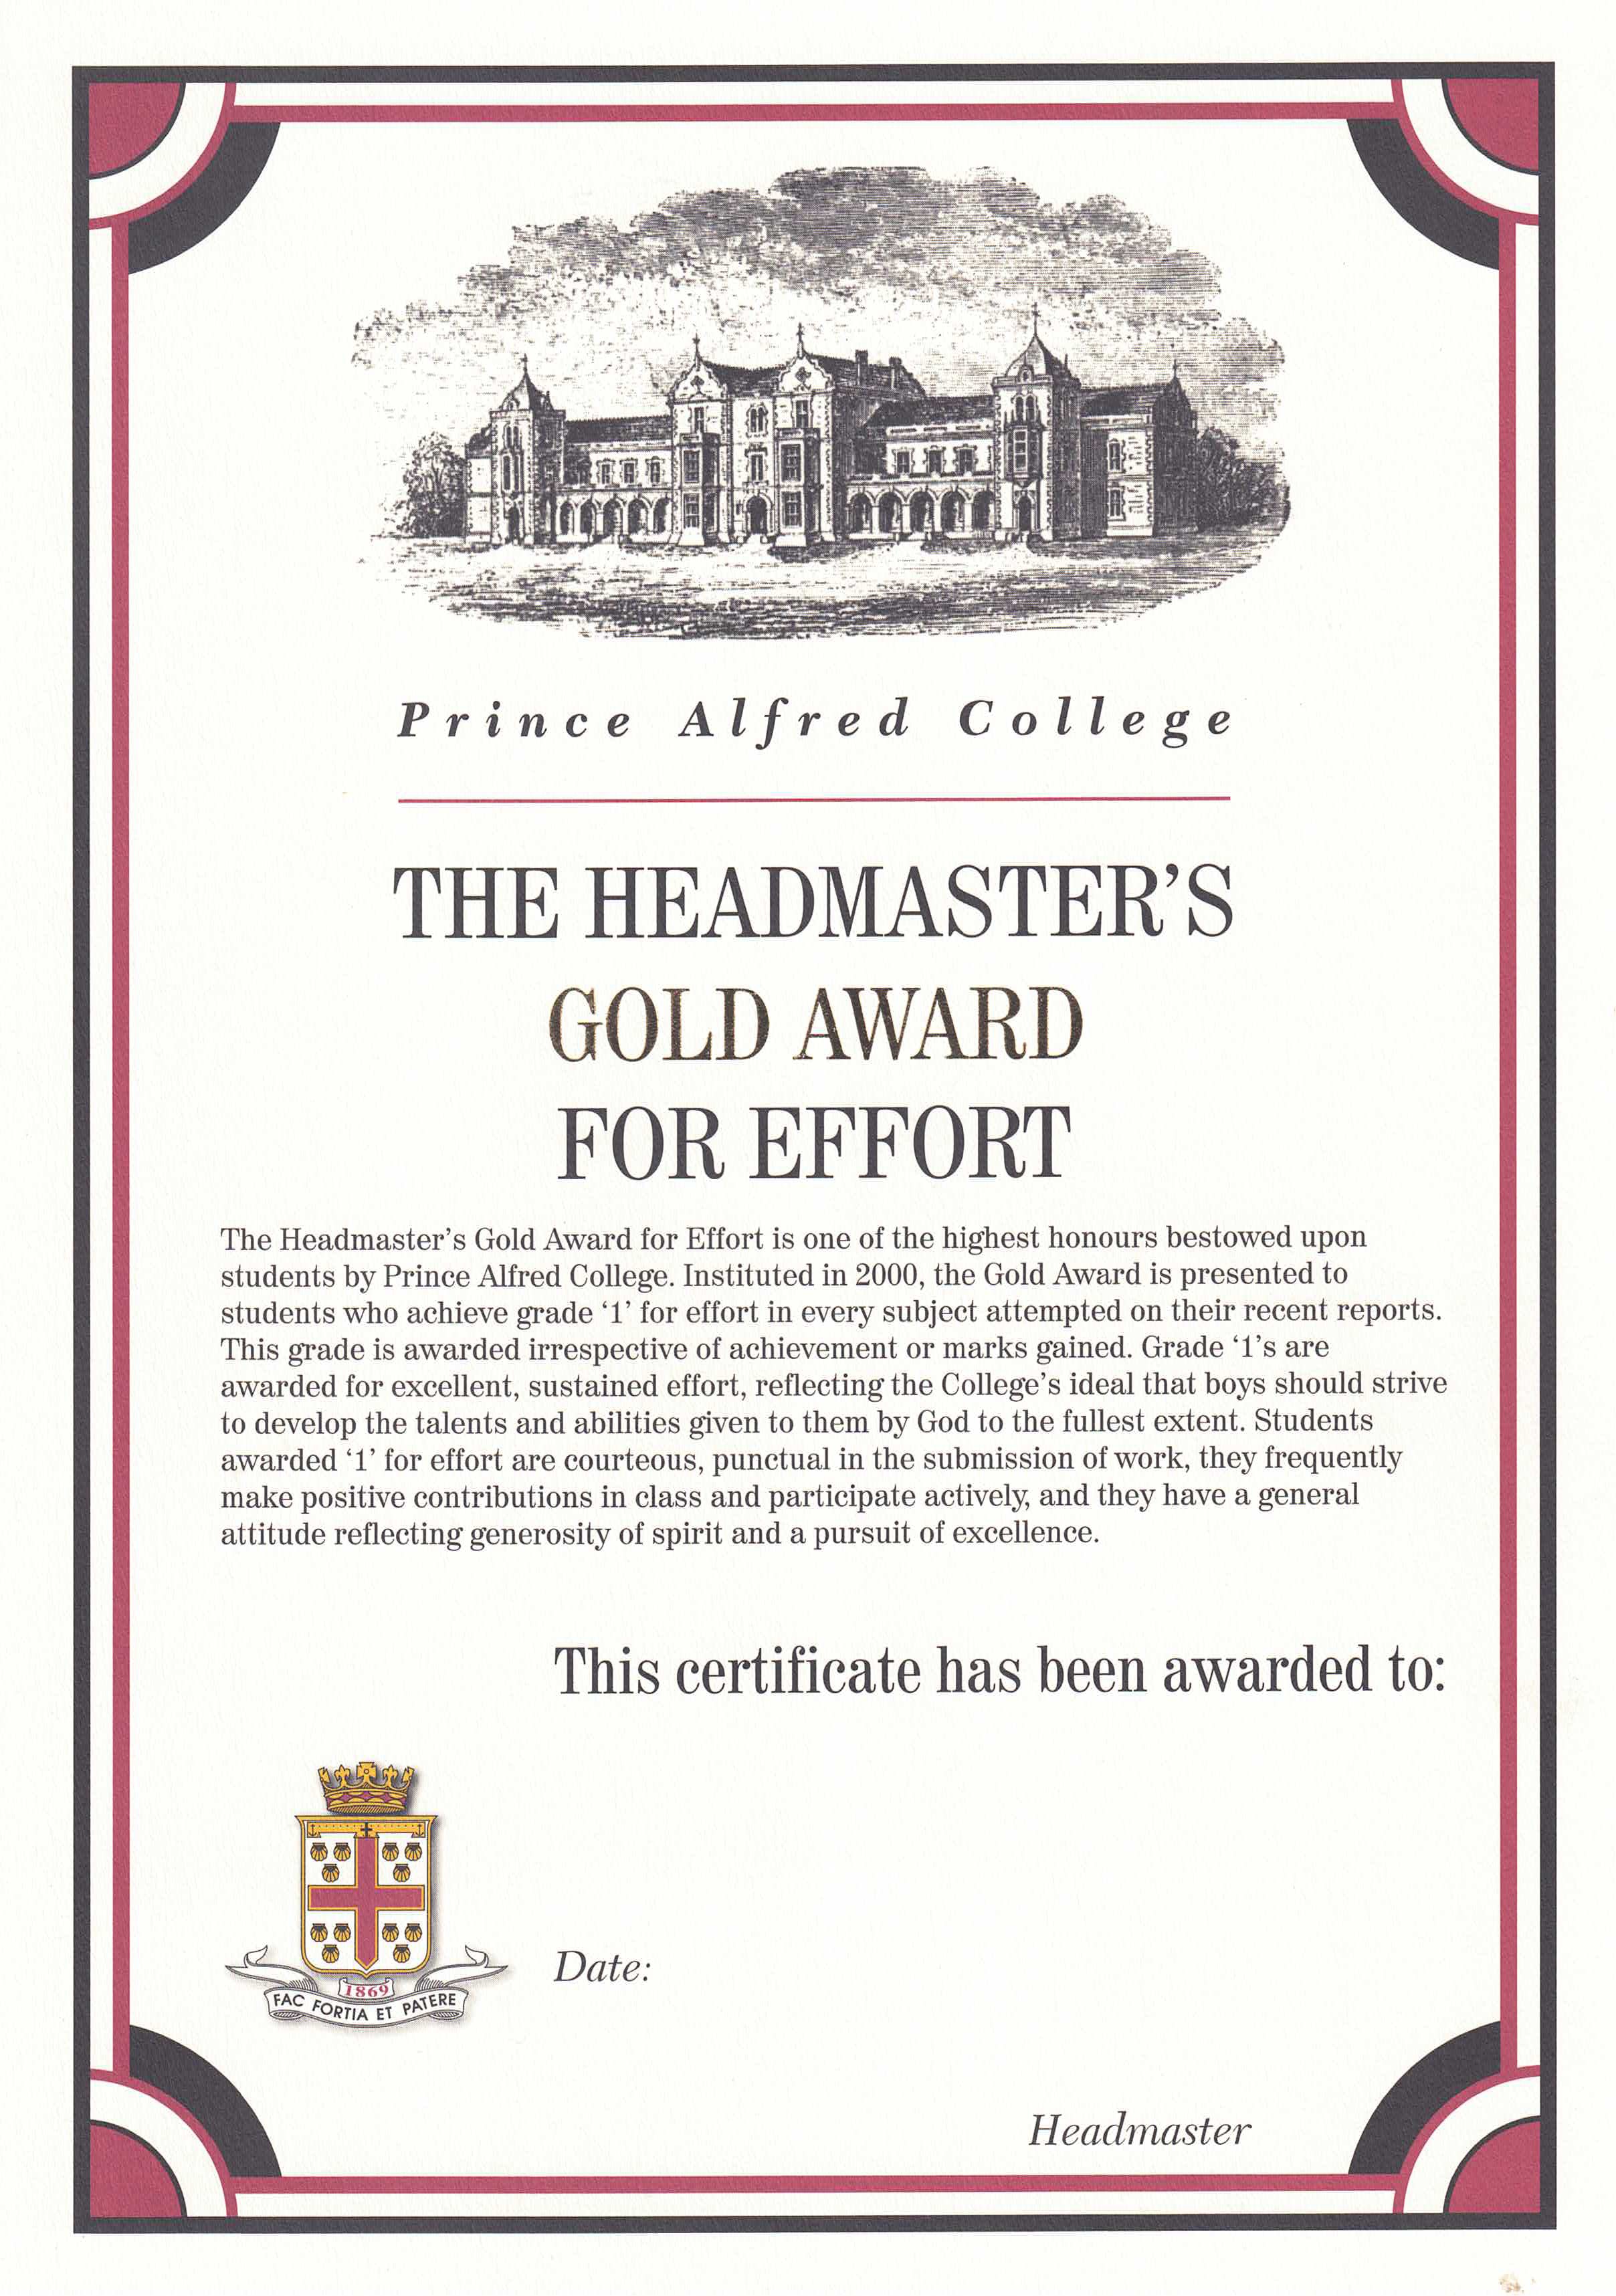 Prince Alfred College
THE HEADMASTER’S
GOLD AWARD
FOR EFFORT
The Headmaster’s Gold Award for Effort is one of the highest honours bestowed upon
students by Prince Alfred College. Instituted in 2000, the Gold Award is presented to
students who achieve grade ‘1’ for effort in every subject attempted on their recent reports.
This grade is awarded irrespective of achievement or marks gained. Grade ‘1’s are
awarded for excellent, sustained effort, reflecting the College’s ideal that boys should strive
to develop the talents and abilities given to them by God to the fullest extent. Students
awarded ‘1’ for effort are courteous, punctual in the submission of work, they frequently
make positive contributions in class and participate actively, and they have a general
attitude reflecting generosity of spirit and a pursuit of excellence.
This certificate has been awarded to:
Date:
1869
FAC FORTIA ET PATERE
Headmaster